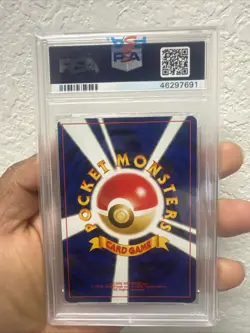 PSA
46297691
POCKET MONSTERS
CARD GAME